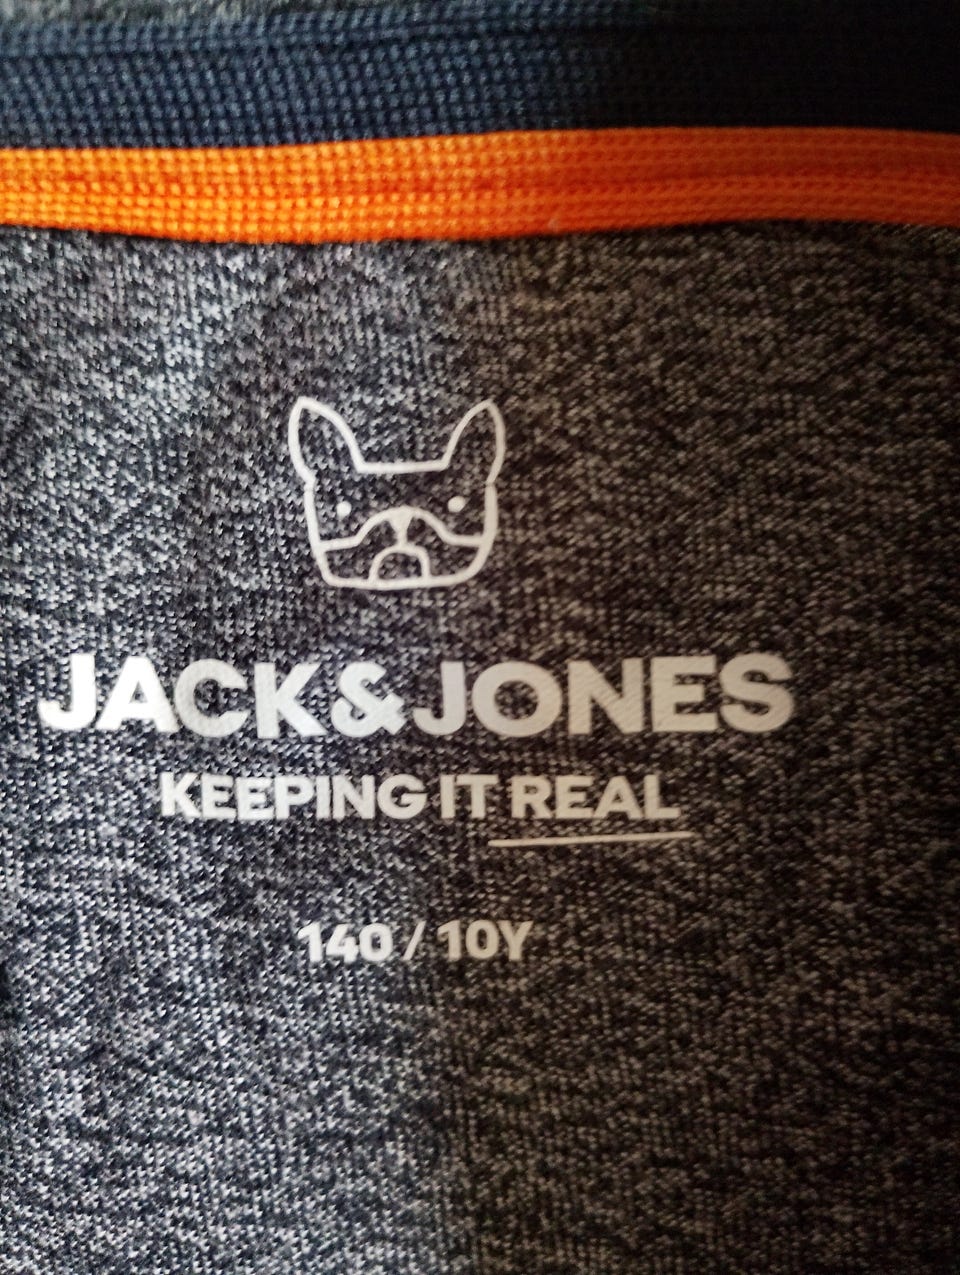 JACK&JONES
KEEPING IT REAL
140 / 10Y